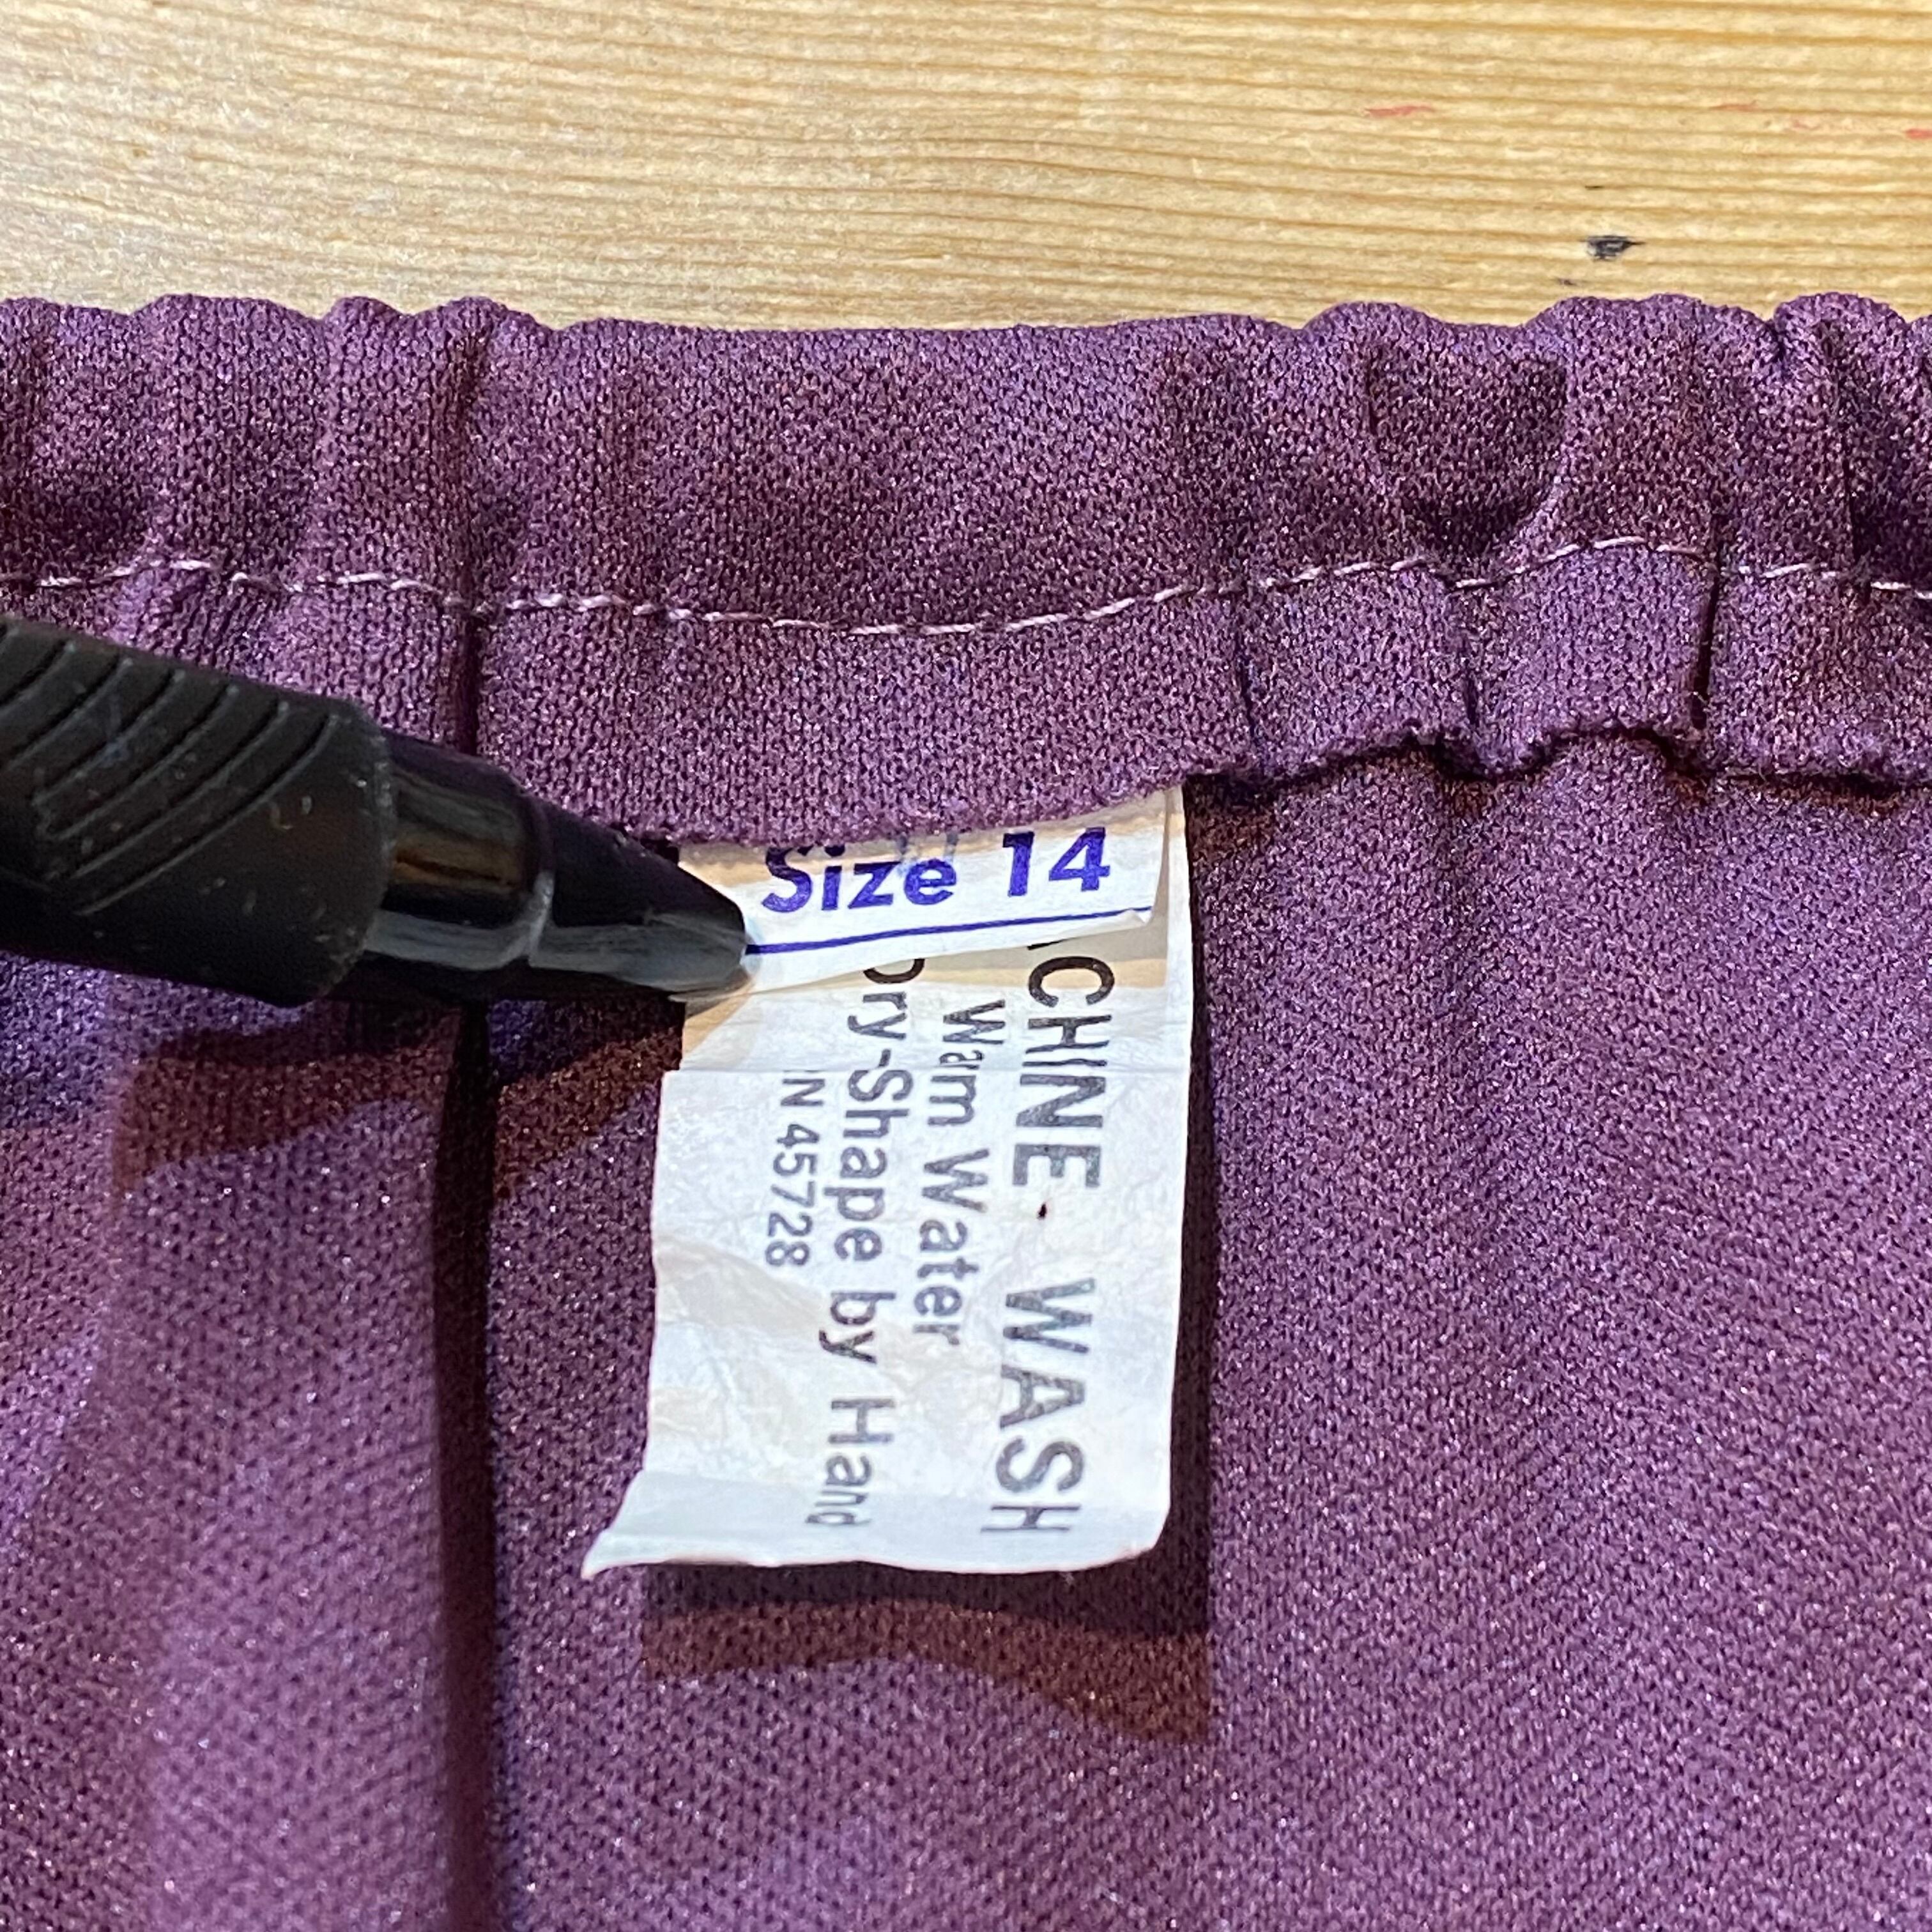 Size 14
CHINE WASH
Warm Water
Dry-Shape by Hand
N 45728